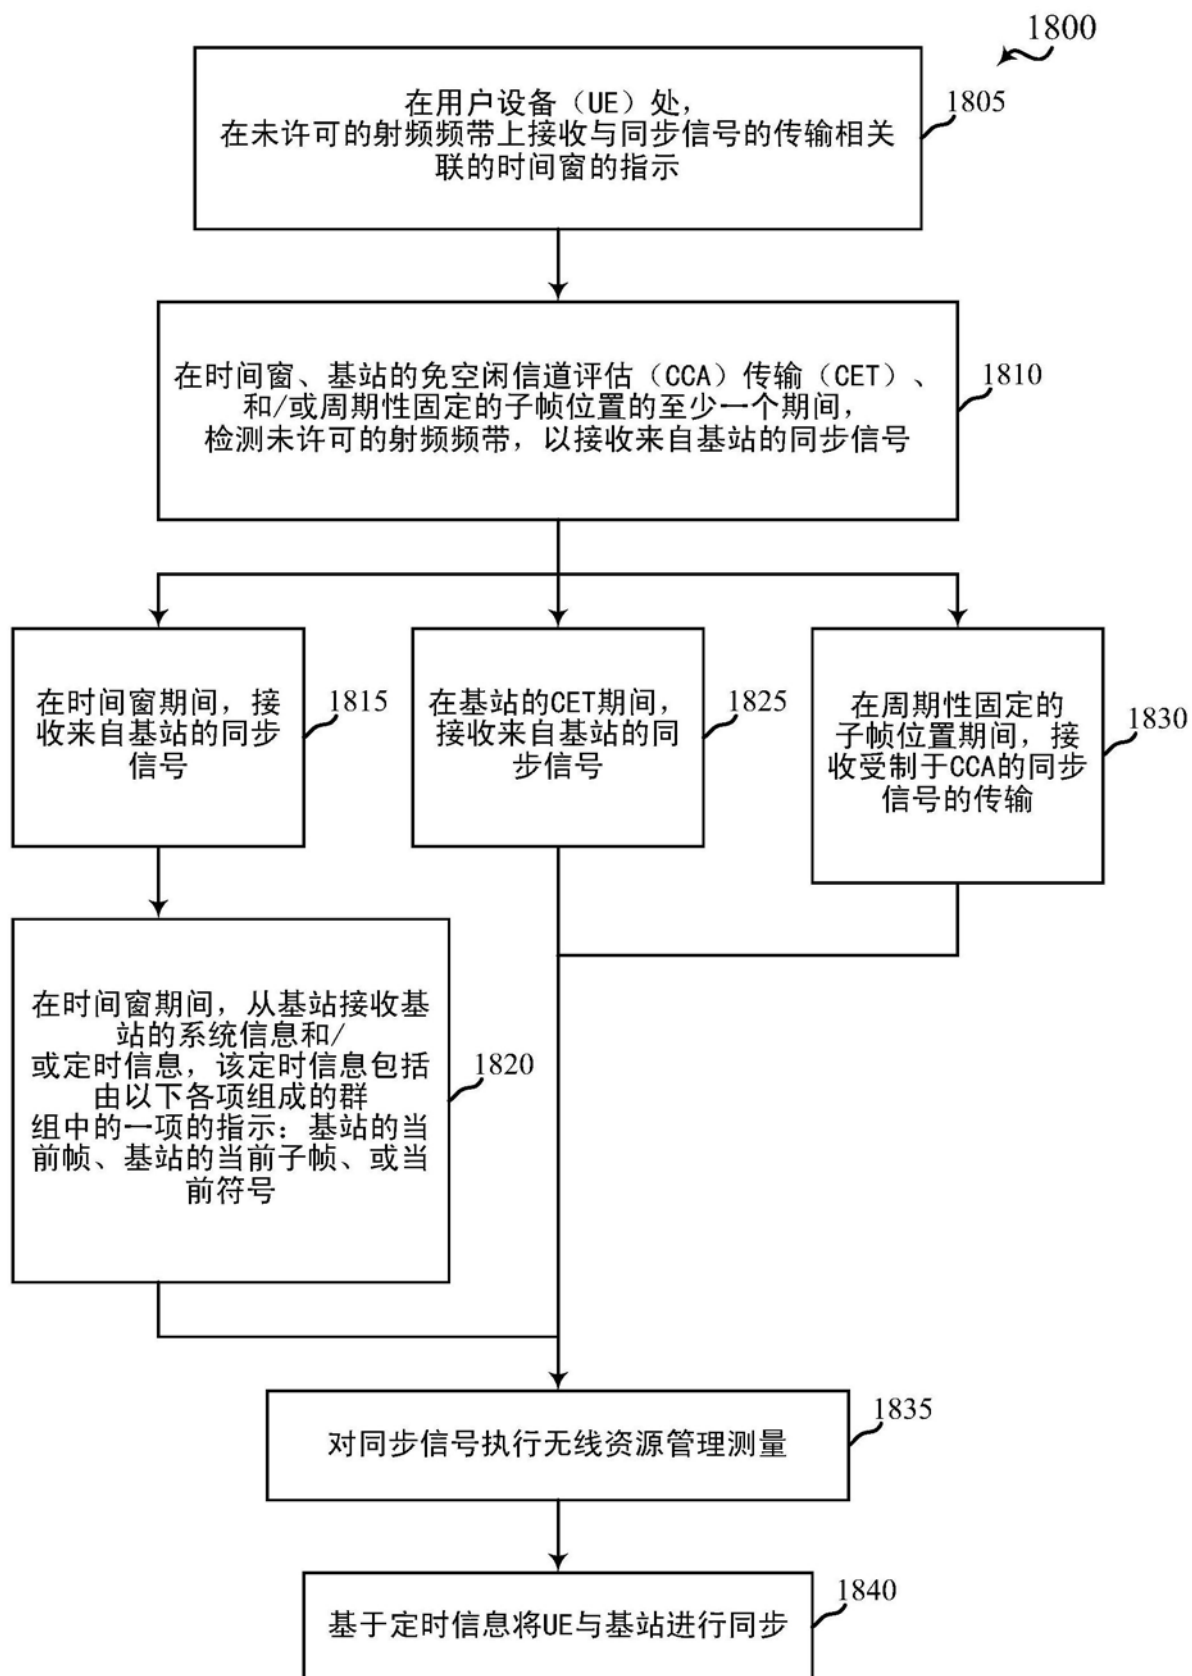 1800
在用户设备（UE）处，
在未许可的射频频带上接收与同步信号的传输相关
联的时间窗的指示
1805
在时间窗、基站的免空闲信道评估（CCA）传输（CET）、
和/或周期性固定的子帧位置的至少一个期间，
检测未许可的射频频带，以接收来自基站的同步信号
1810
在时间窗期间，接
收来自基站的同步
信号
1815
在基站的CET期间，
接收来自基站的同
步信号
1825
在周期性固定的
子帧位置期间，接
收受制于CCA的同步
信号的传输
1830
在时间窗期间，从基站接收基
站的系统信息和/
或定时信息，该定时信息包括
由以下各项组成的群
组中的一项的指示：基站的当
前帧、基站的当前子帧、或当
前符号
1820
对同步信号执行无线资源管理测量
1835
基于定时信息将UE与基站进行同步
1840